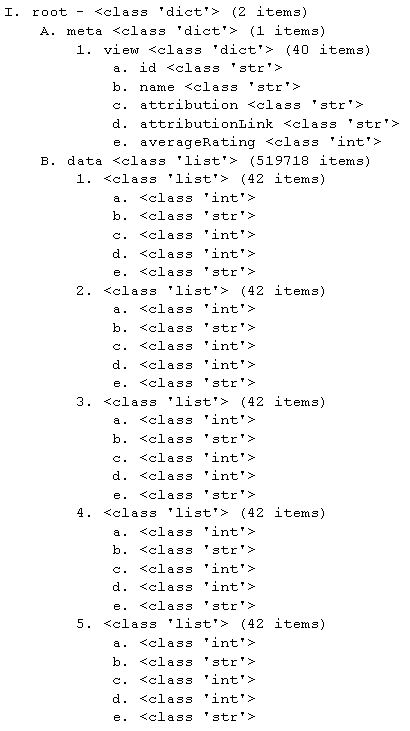 I. root - <class 'dict'> (2 items)
A. meta <class 'dict'> (1 items)
1. view <class 'dict'> (40 items)
a. id <class 'str'>
b. name <class 'str'>
c. attribution <class 'str'>
d. attributionLink <class 'str'>
e. averageRating <class 'int'>
B. data <class 'list'> (519718 items)
1. <class 'list'> (42 items)
a. <class 'int'>
b. <class 'str'>
c. <class 'int'>
d. <class 'int'>
e. <class 'str'>
2. <class 'list'> (42 items)
a. <class 'int'>
b. <class 'str'>
c. <class 'int'>
d. <class 'int'>
e. <class 'str'>
3. <class 'list'> (42 items)
a. <class 'int'>
b. <class 'str'>
c. <class 'int'>
d. <class 'int'>
e. <class 'str'>
4. <class 'list'> (42 items)
a. <class 'int'>
b. <class 'str'>
c. <class 'int'>
d. <class 'int'>
e. <class 'str'>
5. <class 'list'> (42 items)
a. <class 'int'>
b. <class 'str'>
c. <class 'int'>
d. <class 'int'>
e. <class 'str'>